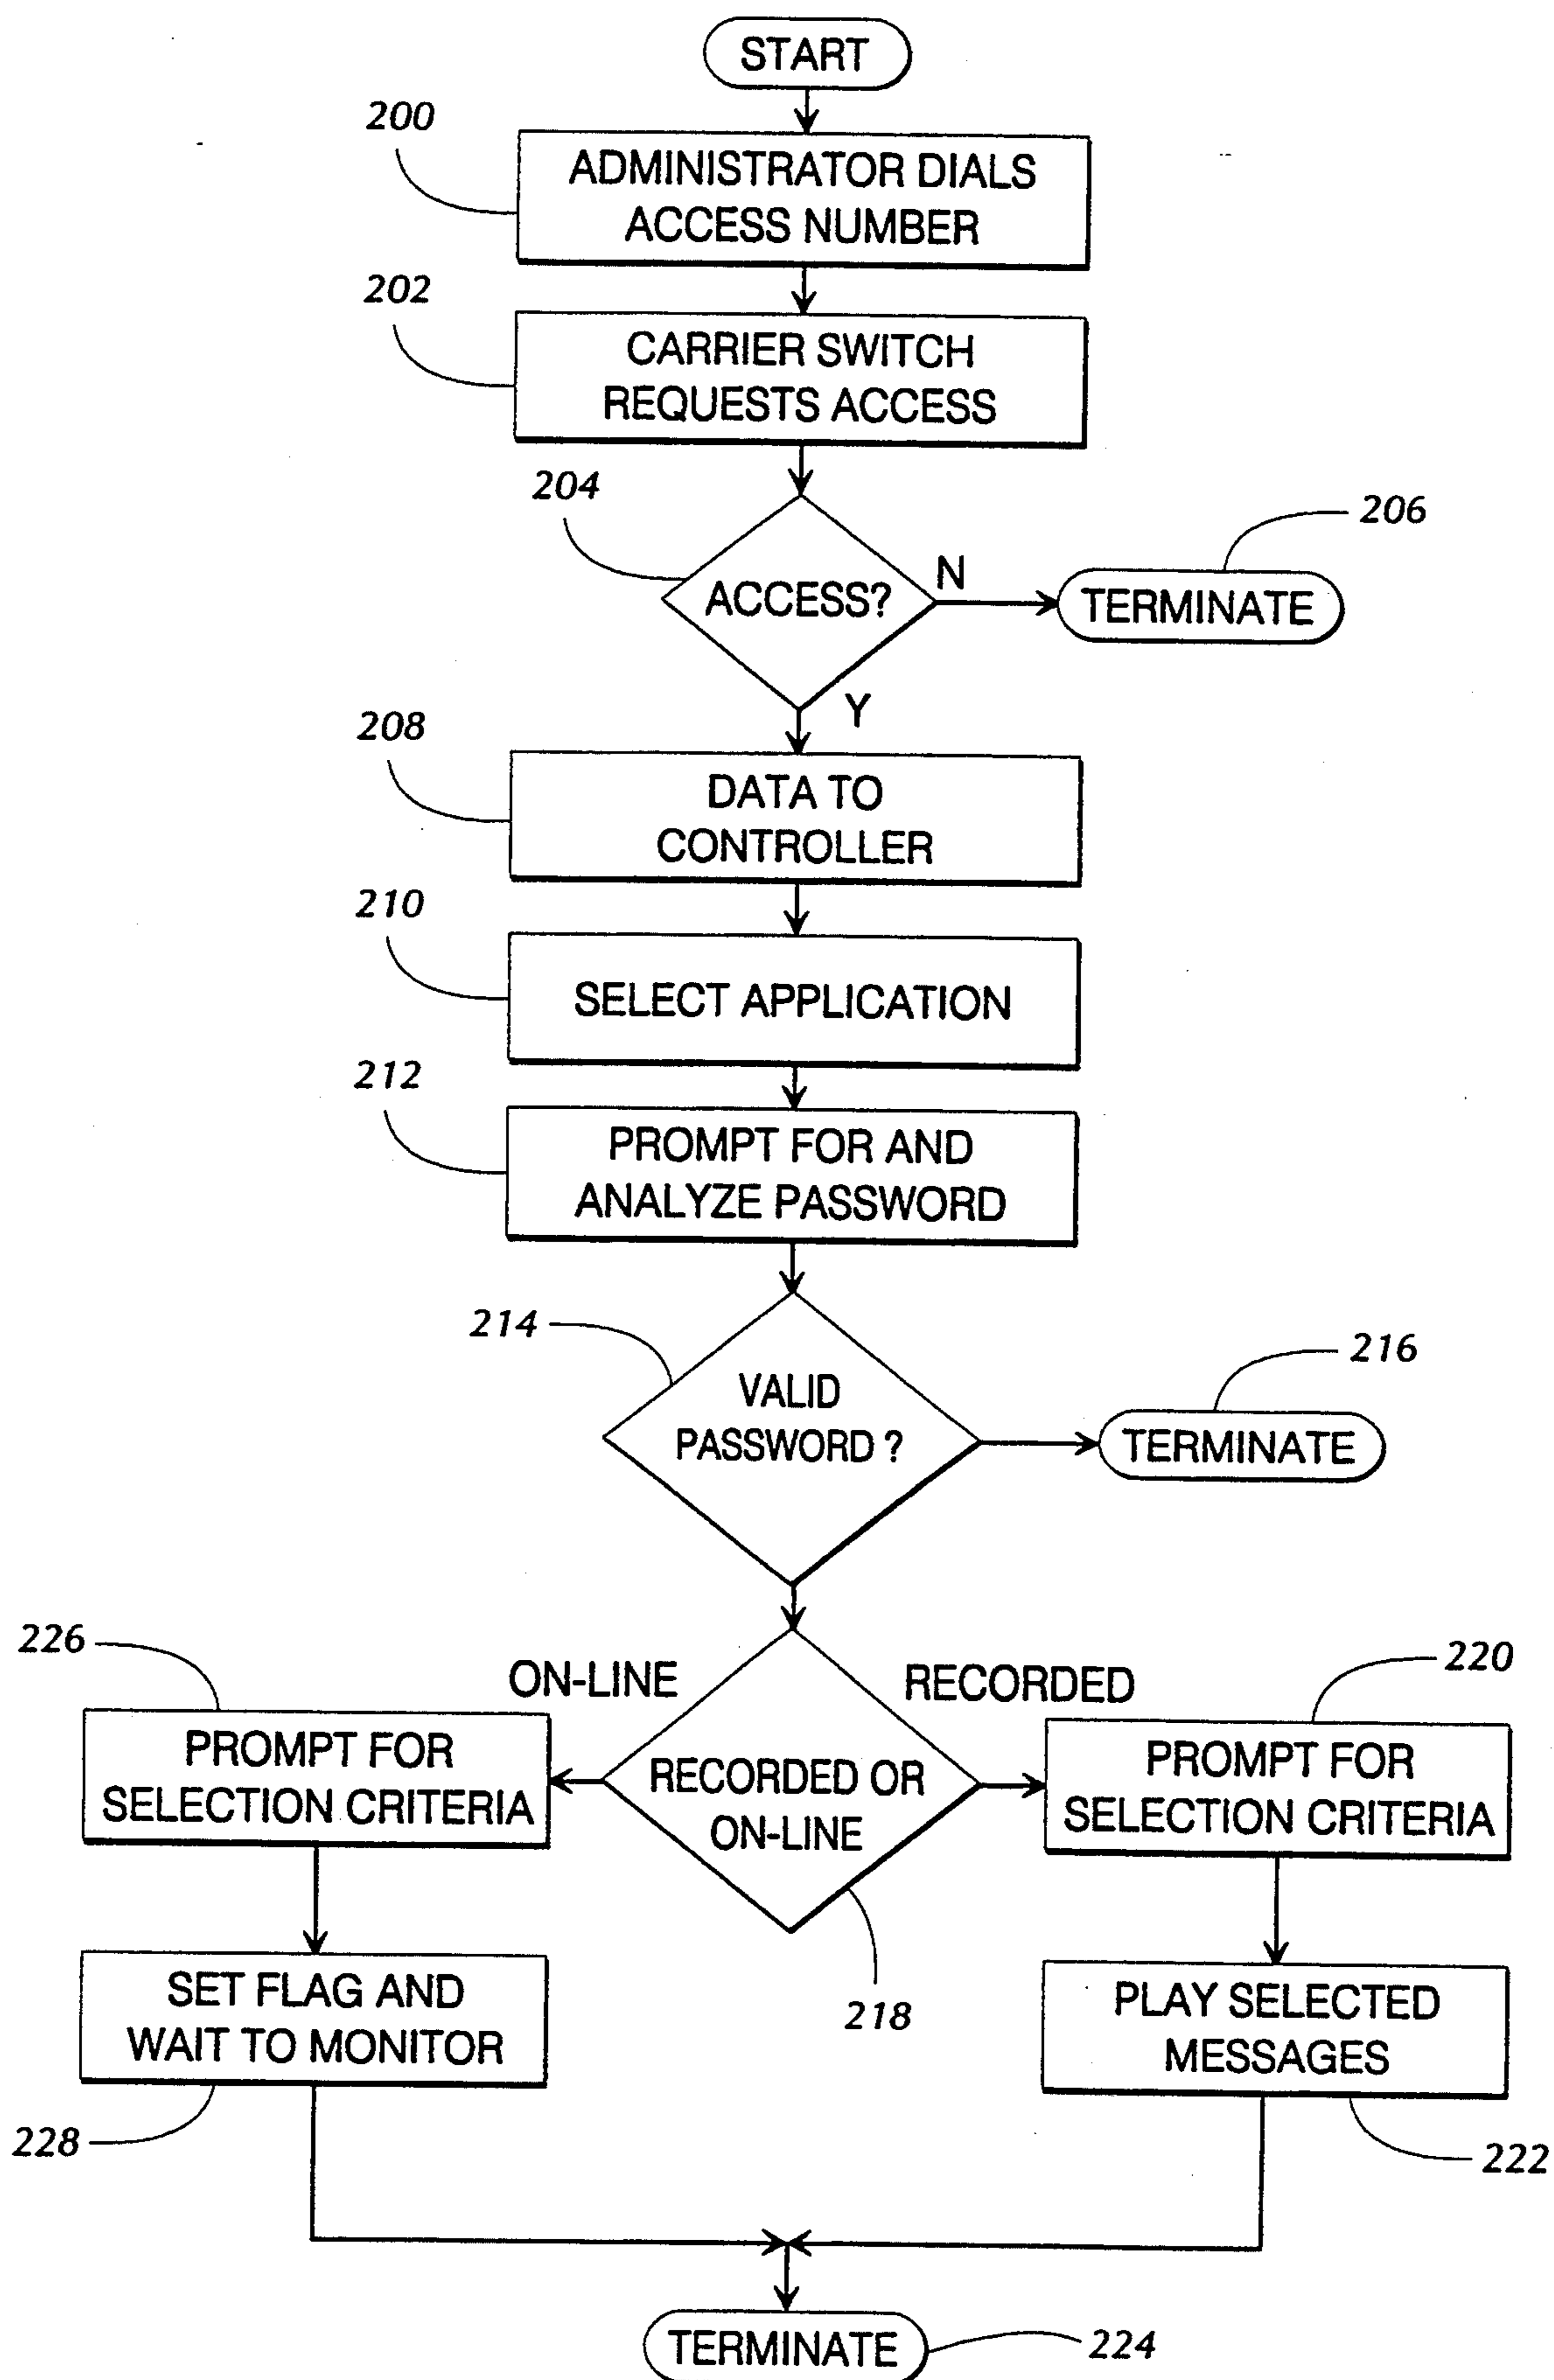 START
200
ADMINISTRATOR DIALS
ACCESS NUMBER
202
CARRIER SWITCH
REQUESTS ACCESS
204
ACCESS?
N
206
TERMINATE
Y
208
DATA TO
CONTROLLER
210
SELECT APPLICATION
212
PROMPT FOR AND
ANALYZE PASSWORD
214
VALID
PASSWORD ?
216
TERMINATE
226
ON-LINE
RECORDED
220
PROMPT FOR
SELECTION CRITERIA
RECORDED OR
ON-LINE
PROMPT FOR
SELECTION CRITERIA
218
SET FLAG AND
WAIT TO MONITOR
228
PLAY SELECTED
MESSAGES
222
TERMINATE
224